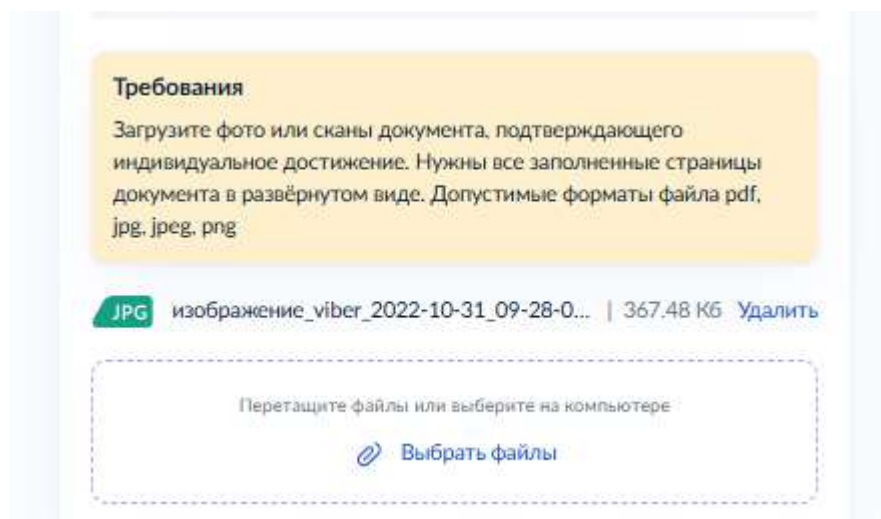 Требования
Загрузите фото или сканы документа, подтверждающего
индивидуальное достижение. Нужны все заполненные страницы
документа в развёрнутом виде. Допустимые форматы файла pdf,
jpg, jpeg, png
JPG изображение_viber_2022-10-31_09-28-0... | 367.48 Кб Удалить
Перетащите файлы или выберите на компьютере
Выбрать файлы